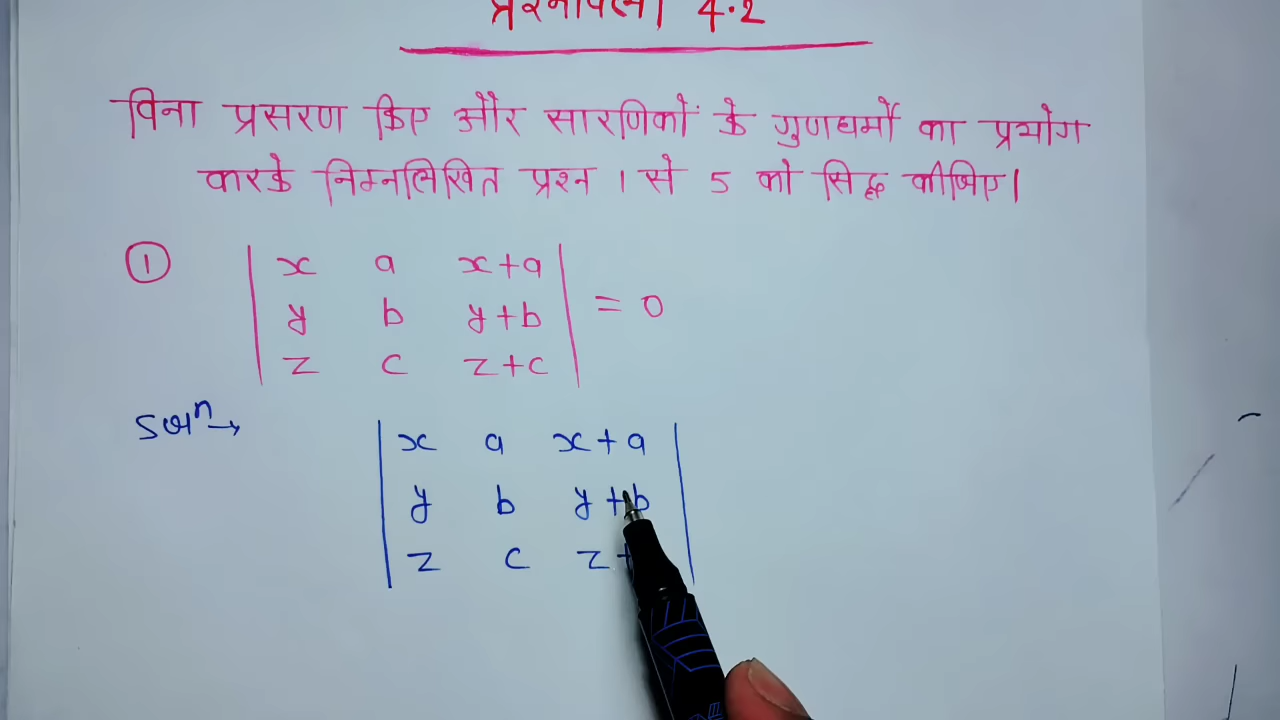 प्रश्नावली 4.2
विना प्रसरण किए और सारणिकों के गुणधर्मों का प्रयोग
करके निम्नलिखित प्रश्न 1 से 5 को सिद्ध कीजिए।
① | x a x+a |
| y b y+b | = 0
| z c z+c |
Solⁿ→ | x a x+a |
| y b y+b |
| z c z+ |